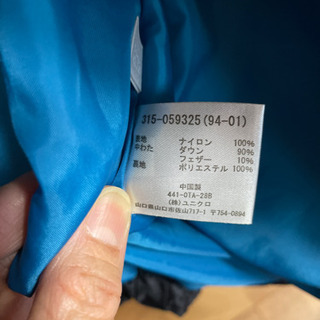 315-059325(94-01)
表地 ナイロン 100%
中わた ダウン 90%
フェザー 10%
裏地 ポリエステル 100%
中国製
441-OTA-28B
(株)ユニクロ
山口県山口市佐山717-1 〒754-0894